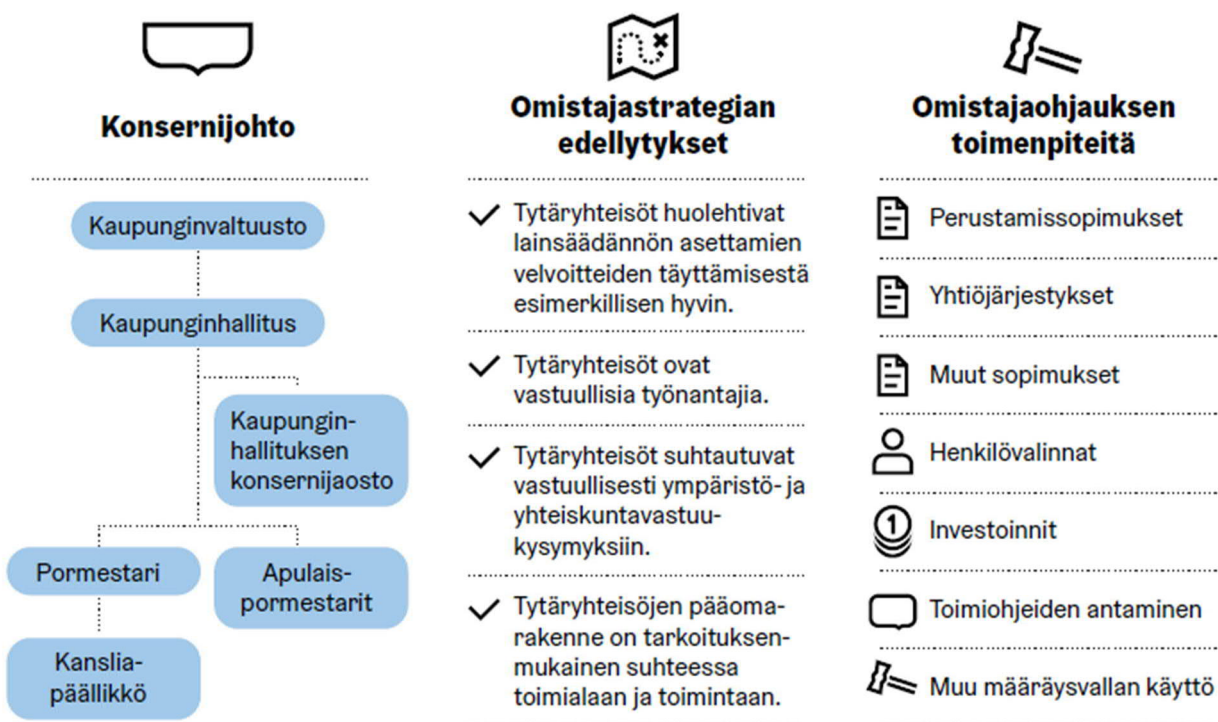 Konsernijohto
Kaupunginvaltuusto
Kaupunginhallitus
Kaupungin-
hallituksen
konsernijaosto
Pormestari
Apulais-
pormestarit
Kanslia-
päällikkö
Omistajastrategian
edellytykset
Tytäryhteisöt huolehtivat
lainsäädännön asettamien
velvoitteiden täyttämisestä
esimerkillisen hyvin.
Tytäryhteisöt ovat
vastuullisia työnantajia.
Tytäryhteisöt suhtautuvat
vastuullisesti ympäristö- ja
yhteiskuntavastuu-
kysymyksiin.
Tytäryhteisöjen pääoma-
rakenne on tarkoituksen-
mukainen suhteessa
toimialaan ja toimintaan.
Omistajaohjauksen
toimenpiteitä
Perustamissopimukset
Yhtiöjärjestykset
Muut sopimukset
Henkilövalinnat
1
Investoinnit
Toimiohjeiden antaminen
Muu määräysvallan käyttö